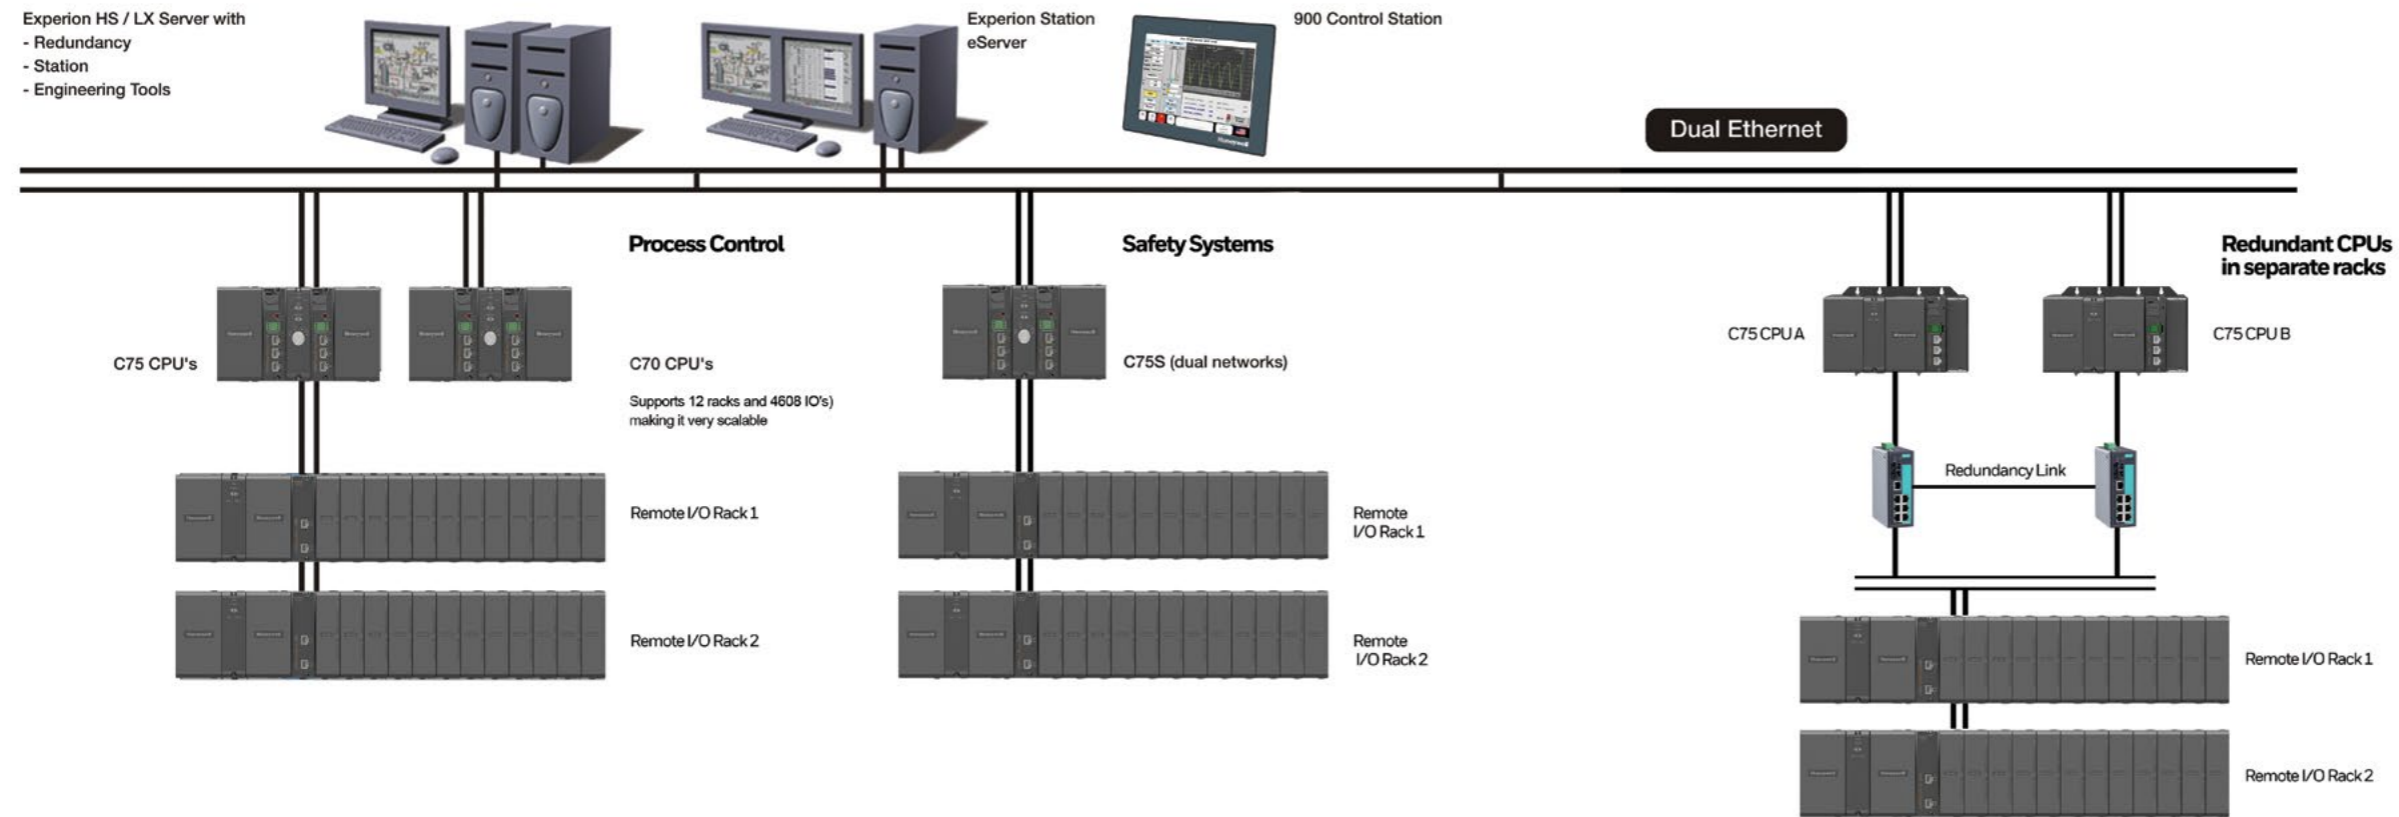 Experion HS / LX Server with
- Redundancy
- Station
- Engineering Tools
Experion Station
eServer
900 Control Station
Honeywell
Dual Ethernet
Process Control
Safety Systems
Redundant CPUs
in separate racks
C75 CPU's
C70 CPU's
Supports 12 racks and 4608 IO's)
making it very scalable
C75S (dual networks)
C75 CPU A
C75 CPU B
Redundancy Link
Remote I/O Rack 1
Remote I/O Rack 2
Remote
I/O Rack 1
Remote
I/O Rack 2
Remote I/O Rack 1
Remote I/O Rack 2